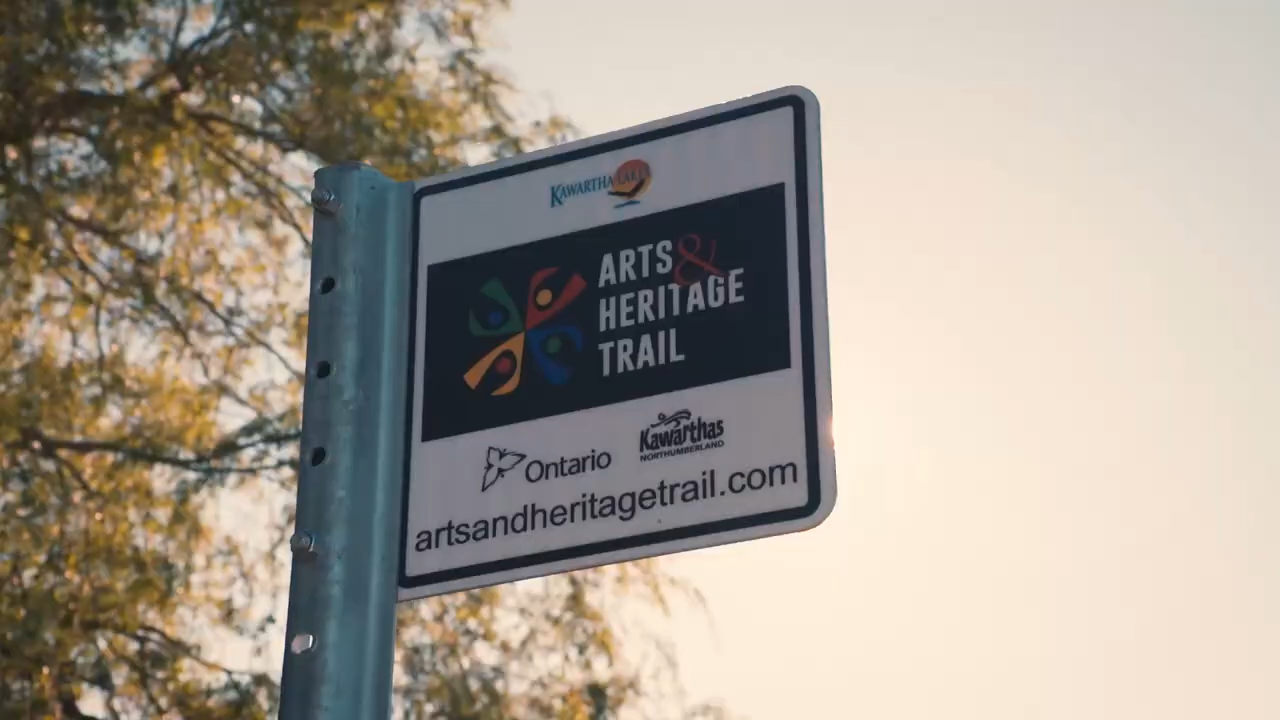 KAWARTHA LAKES
ARTS &
HERITAGE
TRAIL
Ontario
Kawarthas
NORTHUMBERLAND
artsandheritagetrail.com